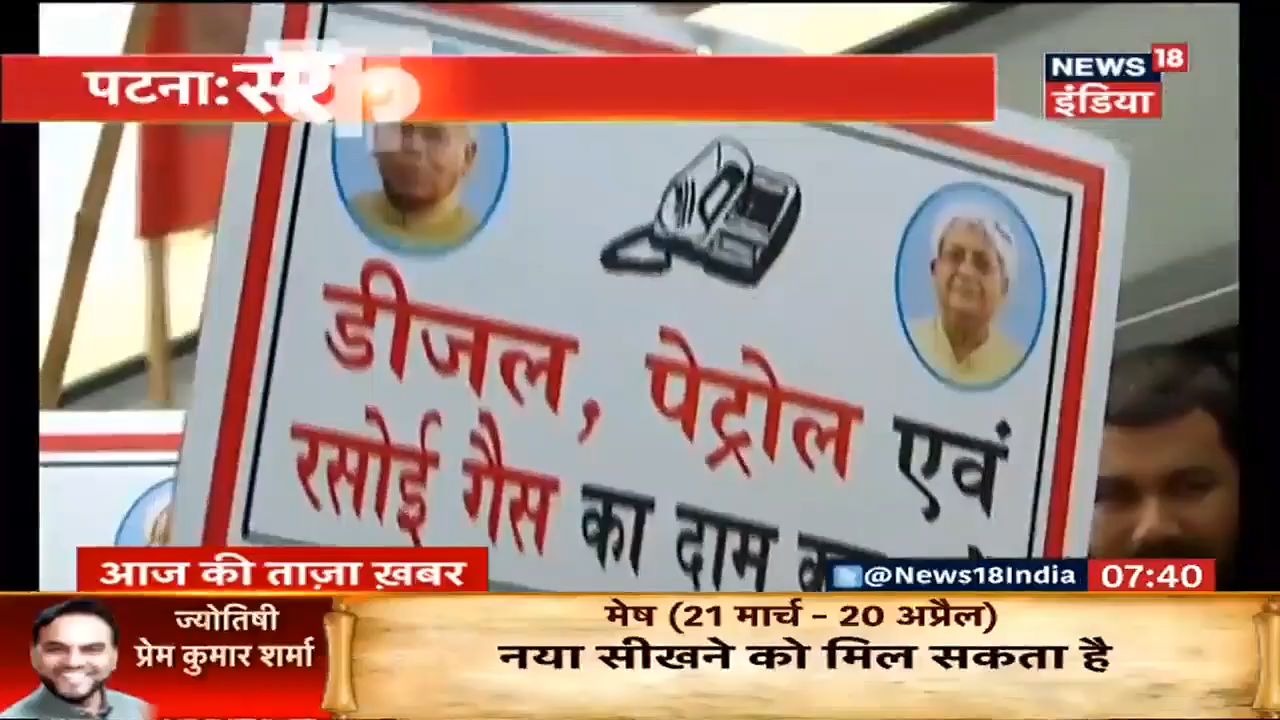 पटना:
NEWS 18
इंडिया
डीजल, पेट्रोल एवं
रसोई गैस का दाम
आज की ताज़ा ख़बर
@News18India
07:40
ज्योतिषी
प्रेम कुमार शर्मा
मेष (21 मार्च - 20 अप्रैल)
नया सीखने को मिल सकता है